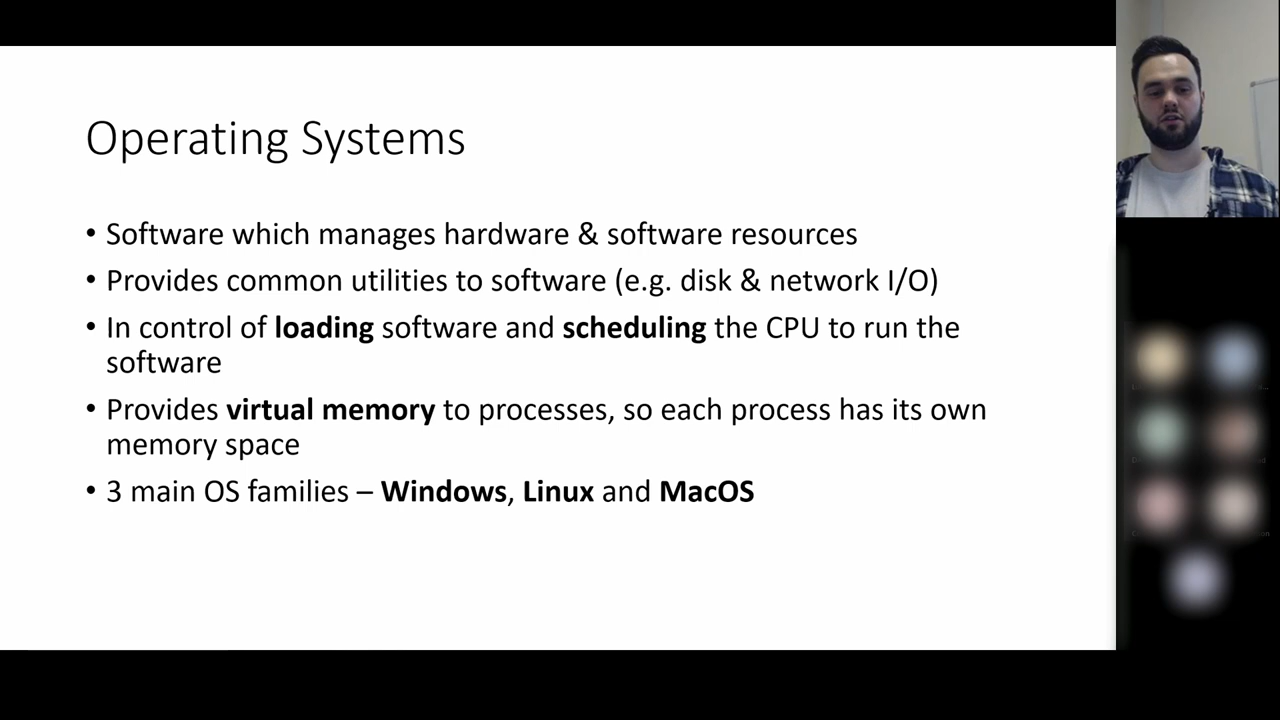 Operating Systems
• Software which manages hardware & software resources
• Provides common utilities to software (e.g. disk & network I/O)
• In control of loading software and scheduling the CPU to run the
software
• Provides virtual memory to processes, so each process has its own
memory space
• 3 main OS families – Windows, Linux and MacOS